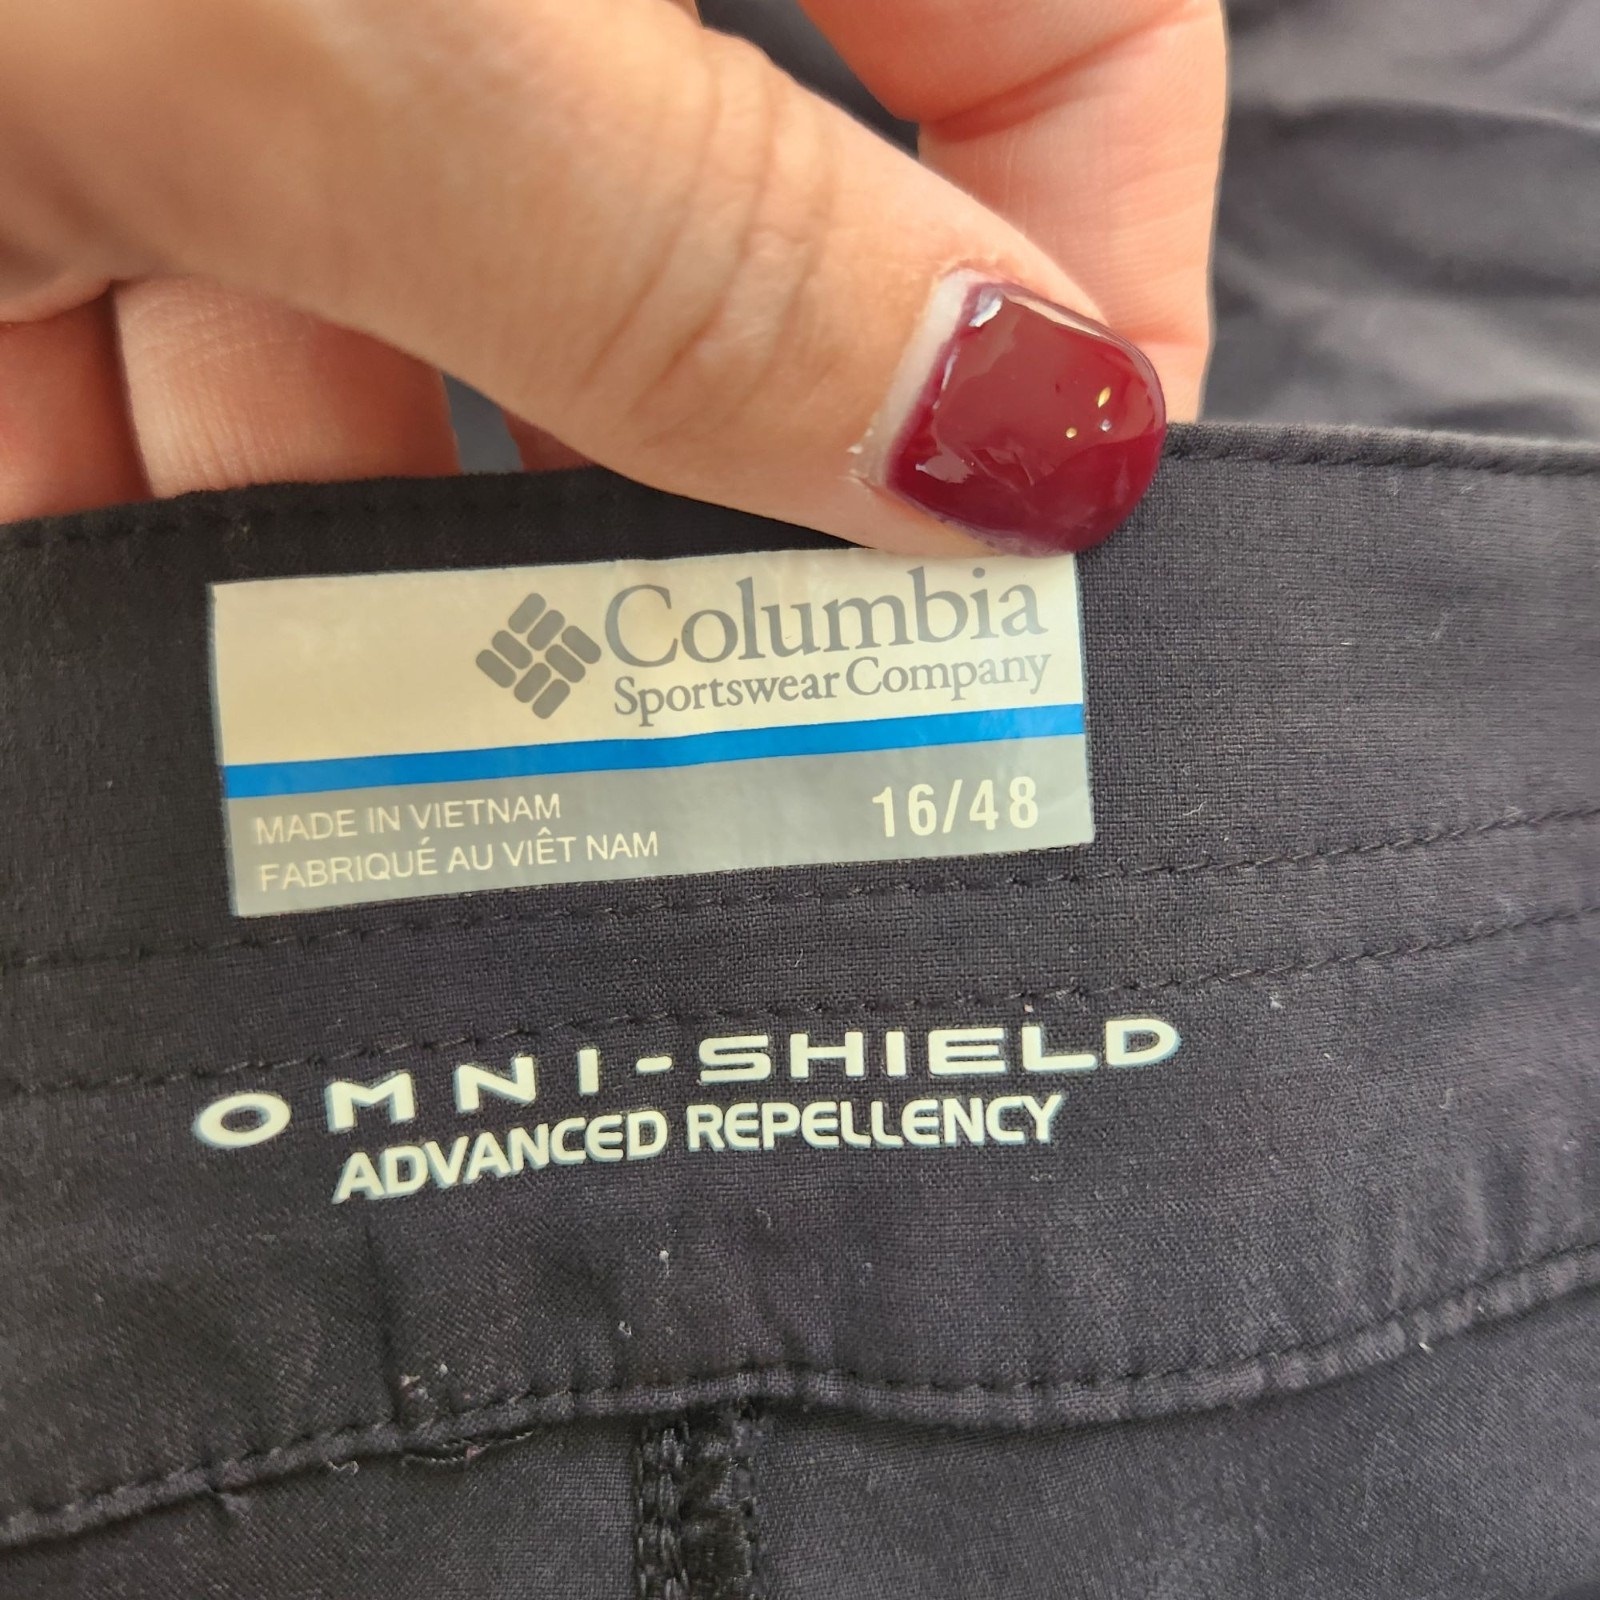 Columbia
Sportswear Company
MADE IN VIETNAM
FABRIQUÉ AU VIÊT NAM
16/48
OMNI-SHIELD
ADVANCED REPELLENCY